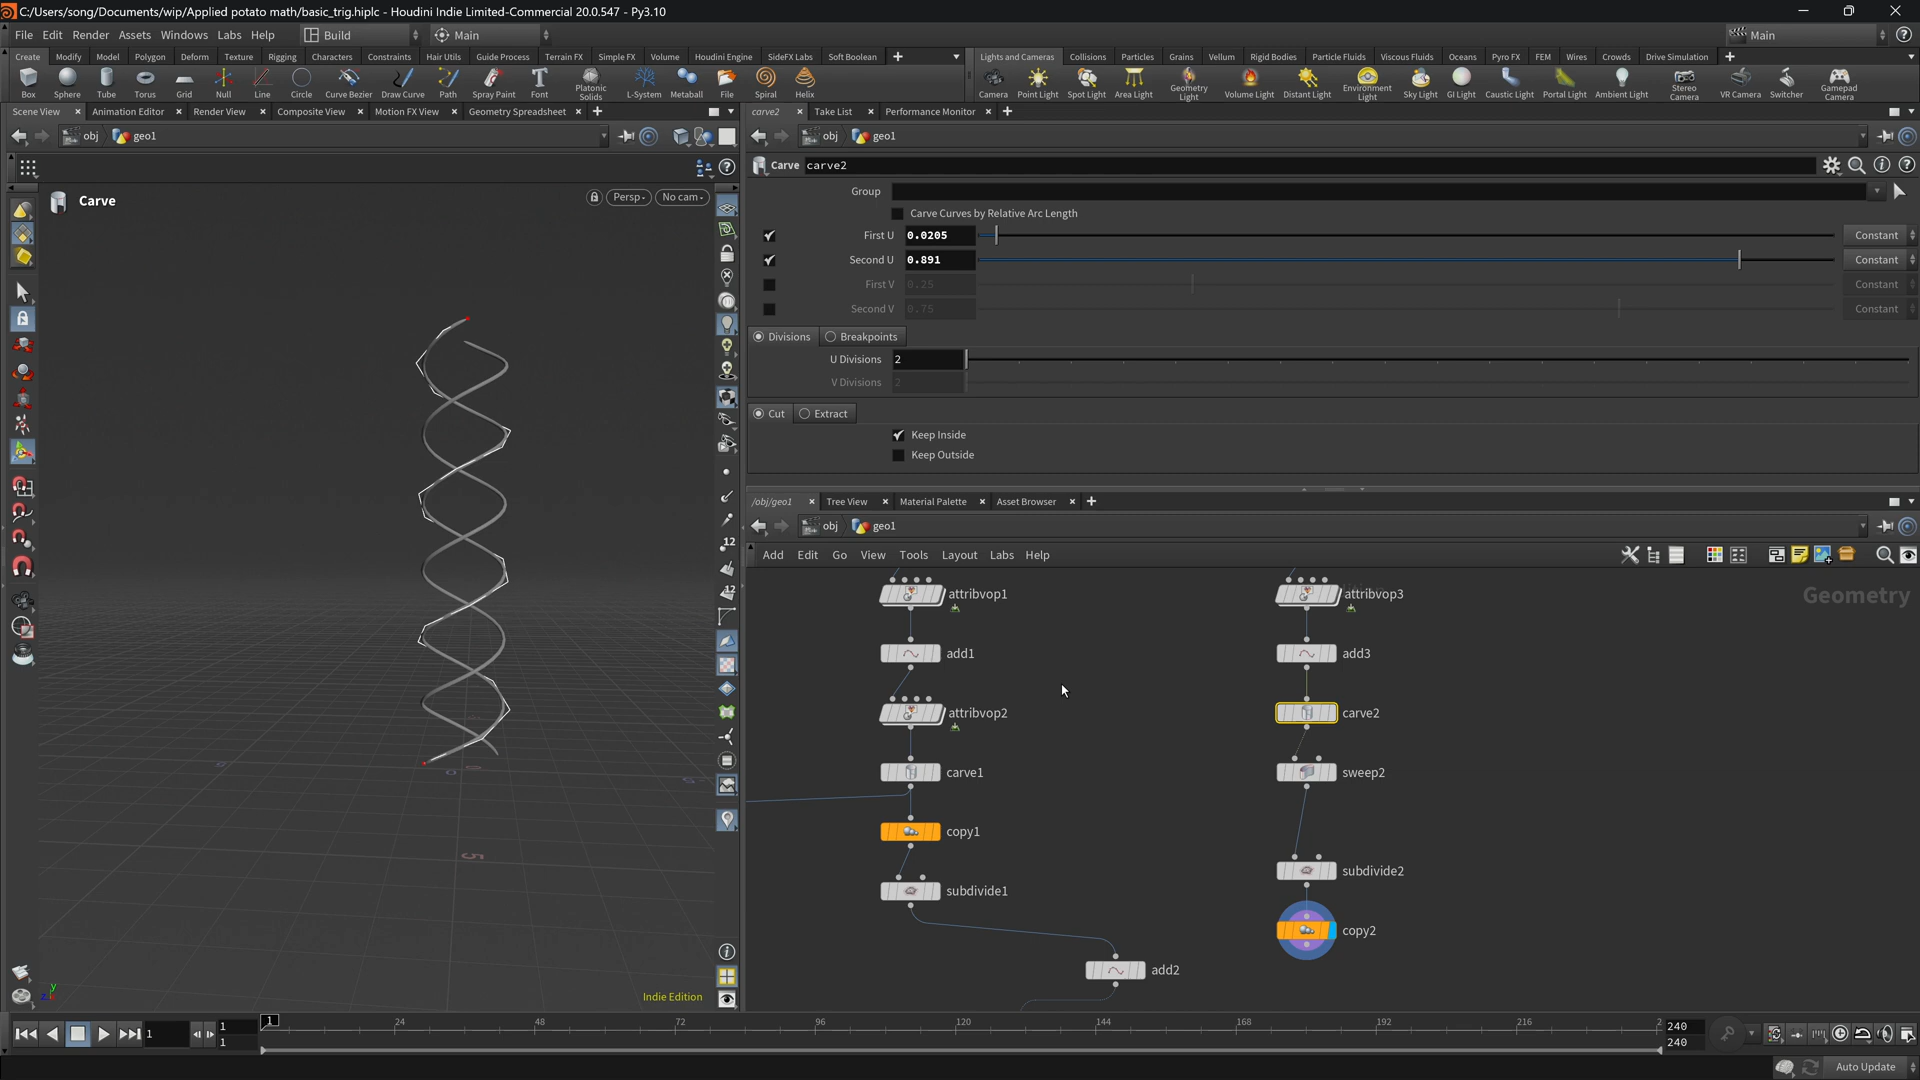 C:/Users/song/Documents/wip/Applied potato math/basic_trig.hiplc - Houdini Indie Limited-Commercial 20.0.547 - Py3.10
File Edit Render Assets Windows Labs Help Build Main Main
Create Modify Model Polygon Deform Texture Rigging Characters Constraints Hair Utils Guide Process Terrain FX Simple FX Volume Houdini Engine SideFX Labs Soft Boolean
Lights and Cameras Collisions Particles Grains Vellum Rigid Bodies Particle Fluids Viscous Fluids Oceans Pyro FX FEM Wires Crowds Drive Simulation
Box Sphere Tube Torus Grid Null Line Circle Curve Bezier Draw Curve Path Spray Paint Font Platonic Solids L-System Metaball File Spiral Helix
Camera Point Light Spot Light Area Light Geometry Light Volume Light Distant Light Environment Light Sky Light GI Light Caustic Light Portal Light Ambient Light Stereo Camera VR Camera Switcher Gamepad Camera
Scene View Animation Editor Render View Composite View Motion FX View Geometry Spreadsheet
carve2 Take List Performance Monitor
obj geo1
obj geo1
Carve carve2
Carve
Persp No cam
Group
Carve Curves by Relative Arc Length
First U 0.0205 Constant
Second U 0.891 Constant
First V 0.25 Constant
Second V 0.75 Constant
Divisions Breakpoints
U Divisions 2
V Divisions 2
Cut Extract
Keep Inside
Keep Outside
/obj/geo1 Tree View Material Palette Asset Browser
obj geo1
Add Edit Go View Tools Layout Labs Help
Geometry
attribvop1
attribvop3
add1
add3
attribvop2
carve2
carve1
sweep2
copy1
subdivide2
subdivide1
copy2
add2
12
12
5
y
z
Indie Edition
1 1 1 1 24 48 72 96 120 144 168 192 216 2 240
240
Auto Update